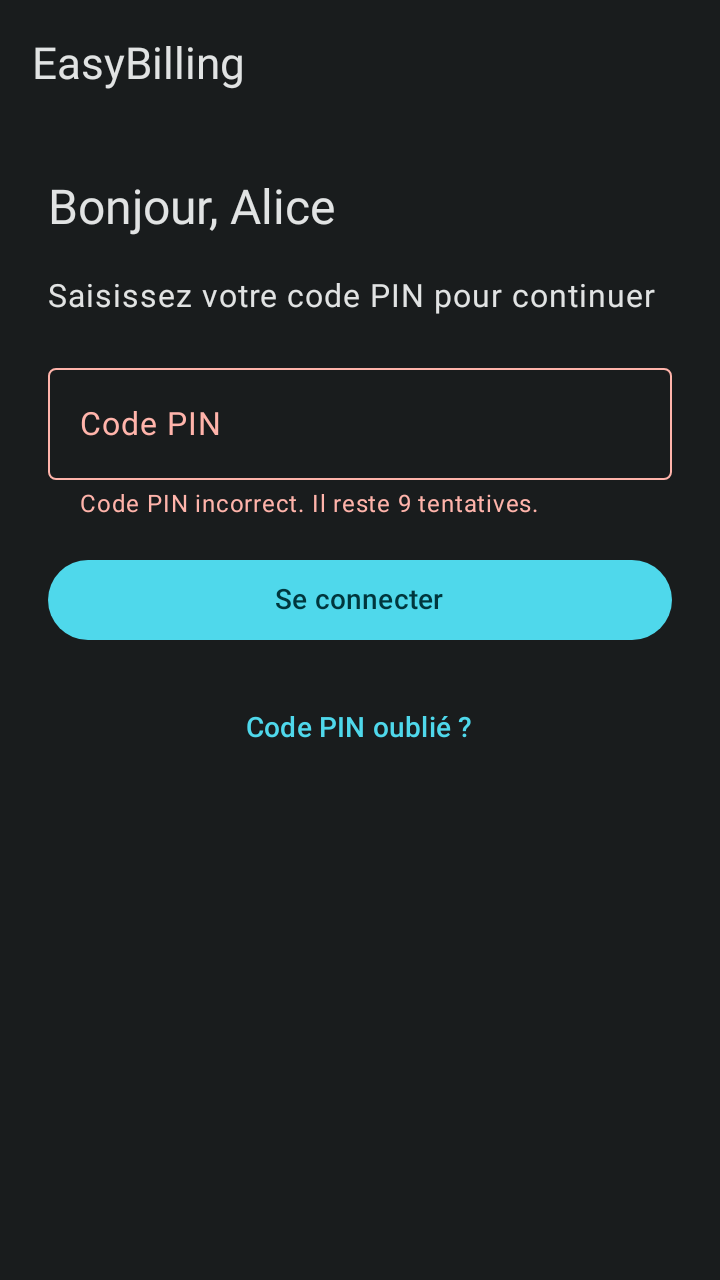 EasyBilling
Bonjour, Alice
Saisissez votre code PIN pour continuer
Code PIN
Code PIN incorrect. Il reste 9 tentatives.
Se connecter
Code PIN oublié ?